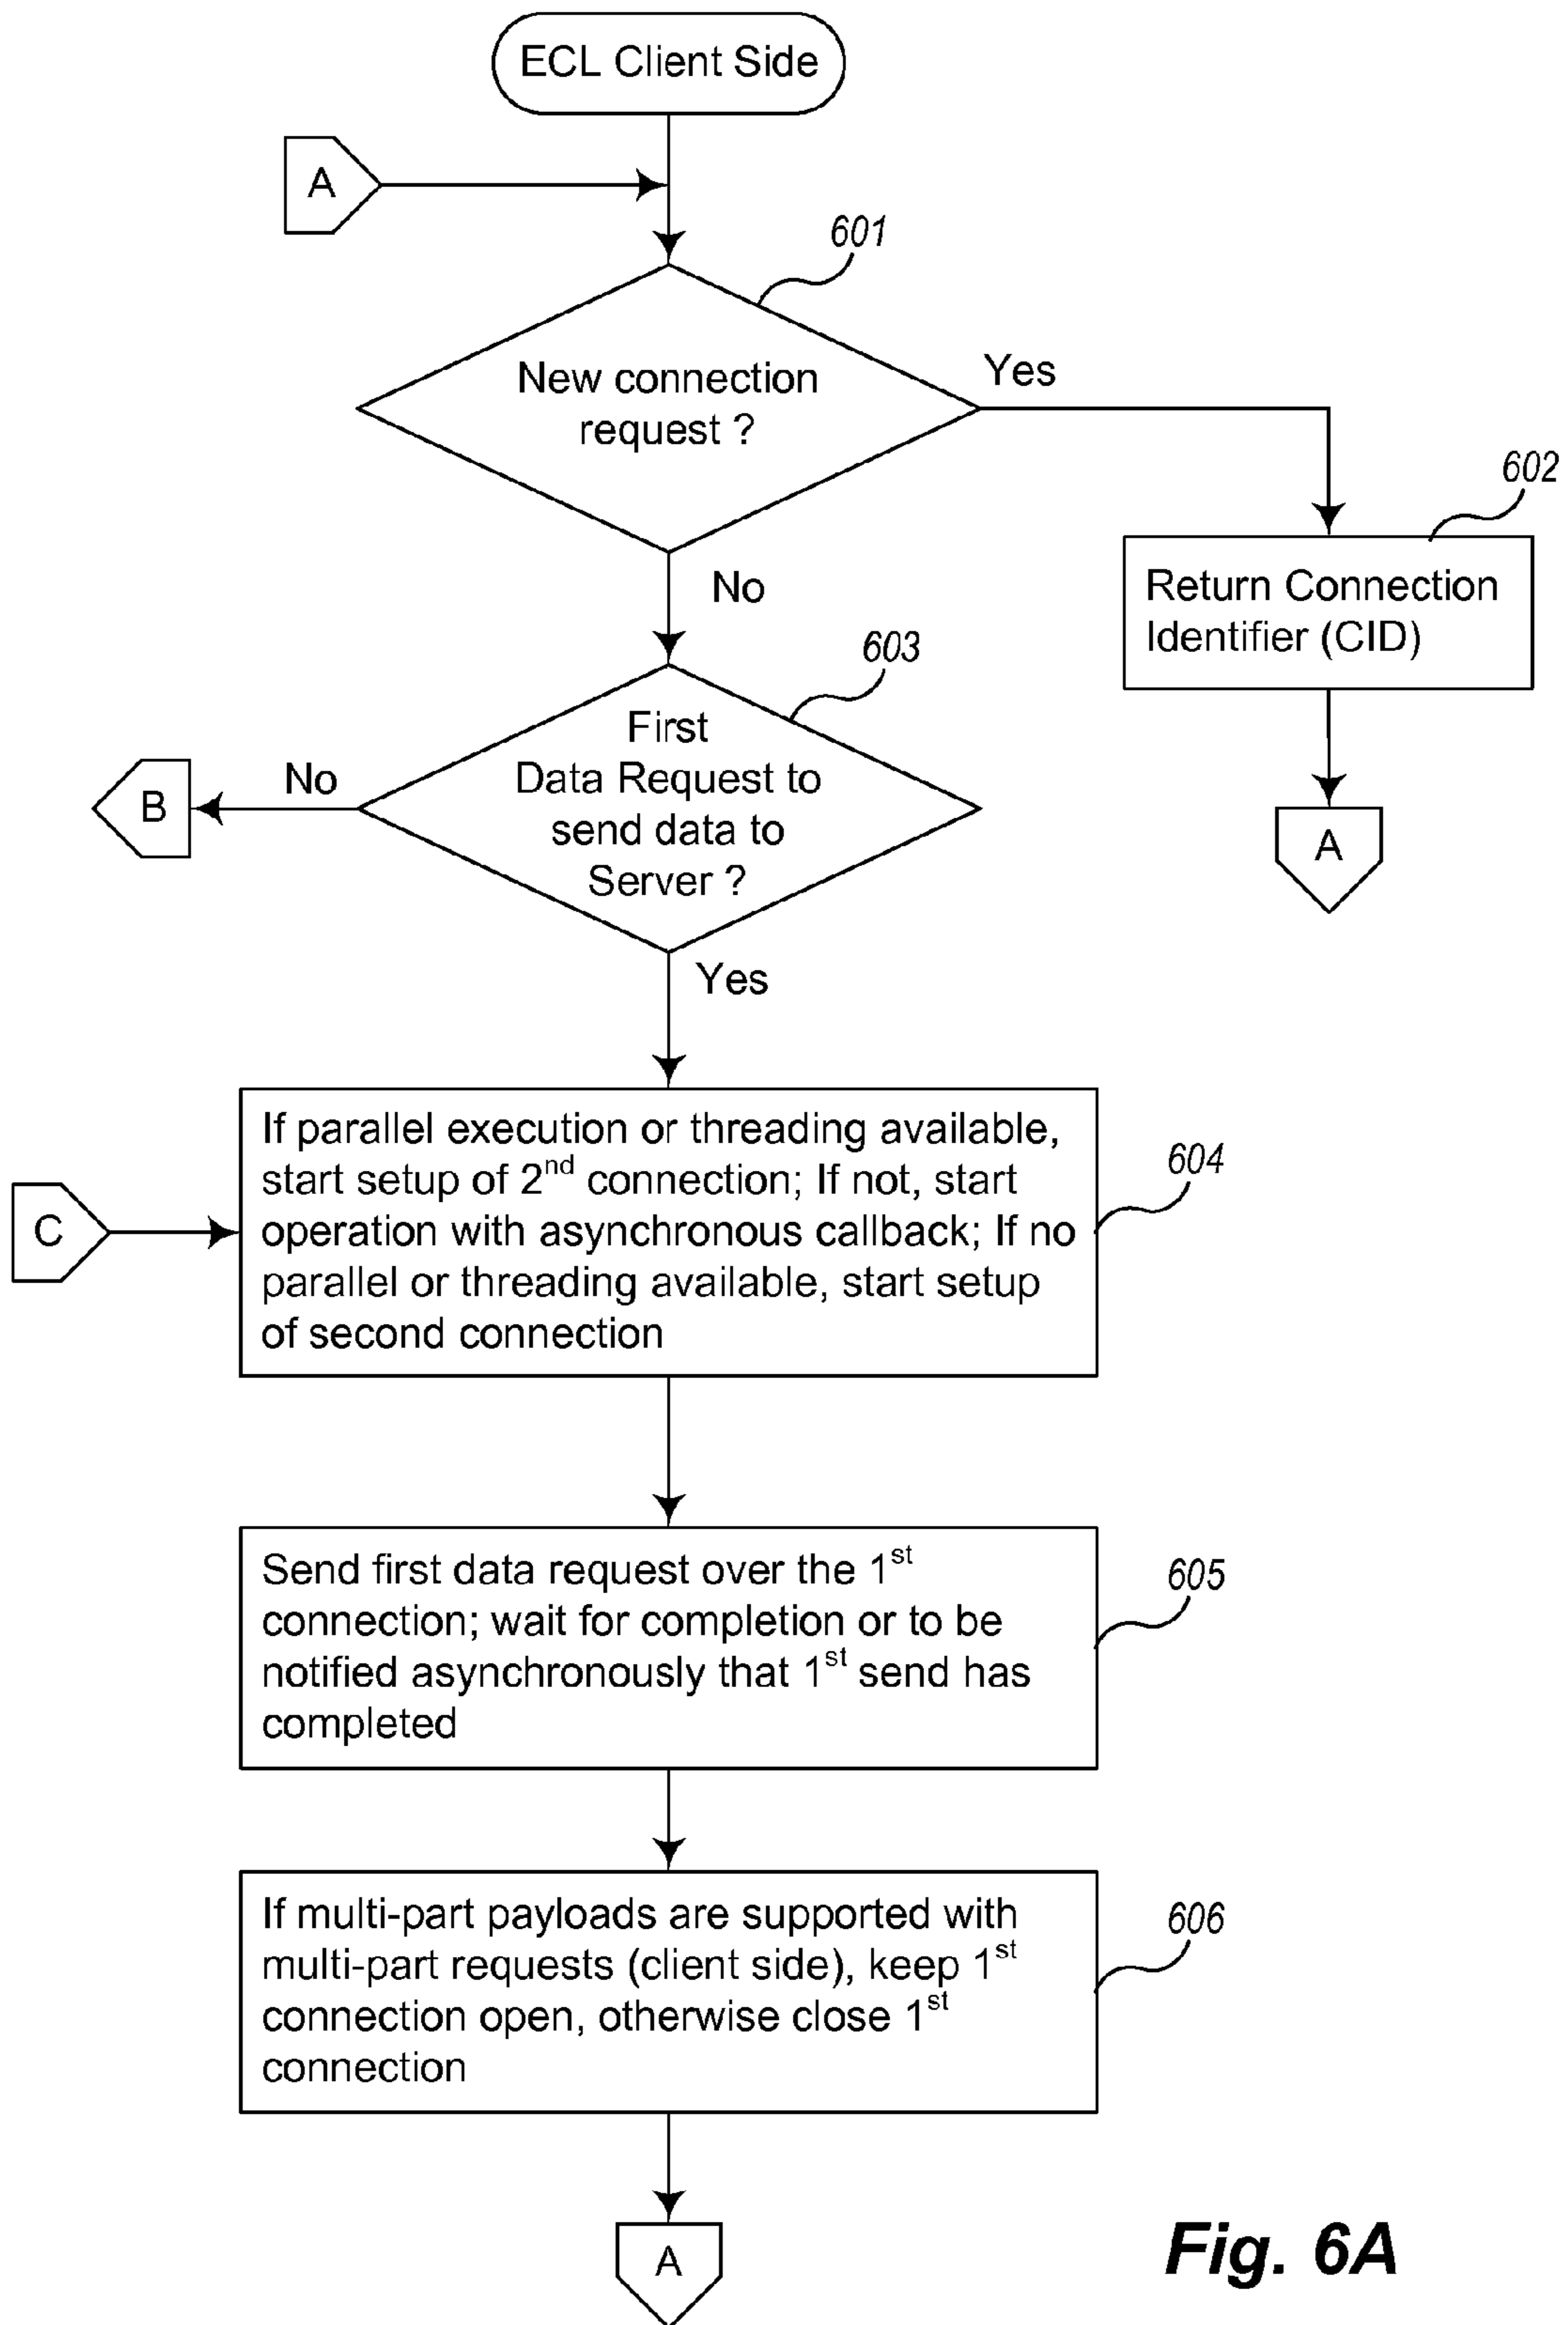 ECL Client Side
A
601
New connection
request ?
Yes
602
Return Connection
Identifier (CID)
A
No
603
First
Data Request to
send data to
Server ?
No
B
Yes
If parallel execution or threading available,
start setup of 2nd connection; If not, start
operation with asynchronous callback; If no
parallel or threading available, start setup
of second connection
604
C
Send first data request over the 1st
connection; wait for completion or to be
notified asynchronously that 1st send has
completed
605
If multi-part payloads are supported with
multi-part requests (client side), keep 1st
connection open, otherwise close 1st
connection
606
A
Fig. 6A